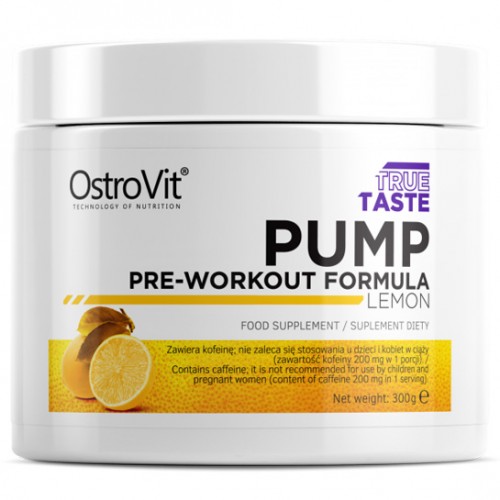 OstroVit®
TECHNOLOGY OF NUTRITION
TRUE
TASTE
PUMP
PRE-WORKOUT FORMULA
LEMON
FOOD SUPPLEMENT / SUPLEMENT DIETY
Zawiera kofeinę; nie zaleca się stosowania u dzieci i kobiet w ciąży
(zawartość kofeiny 200 mg w 1 porcji). /
Contains caffeine; it is not recommended for use by children and
pregnant women (content of caffeine 200 mg in 1 serving)
Net weight: 300g ℮